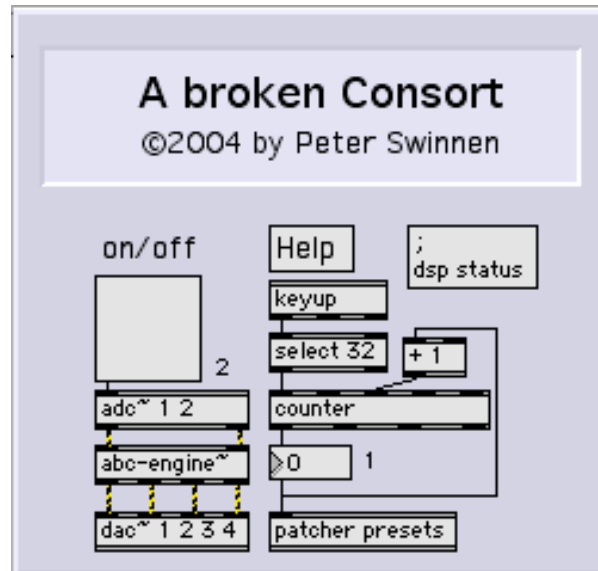 A broken Consort
©2004 by Peter Swinnen
on/off
Help
;
dsp status
keyup
select 32
+ 1
2
adc~ 1 2
counter
abc-engine~
0
1
dac~ 1 2 3 4
patcher presets